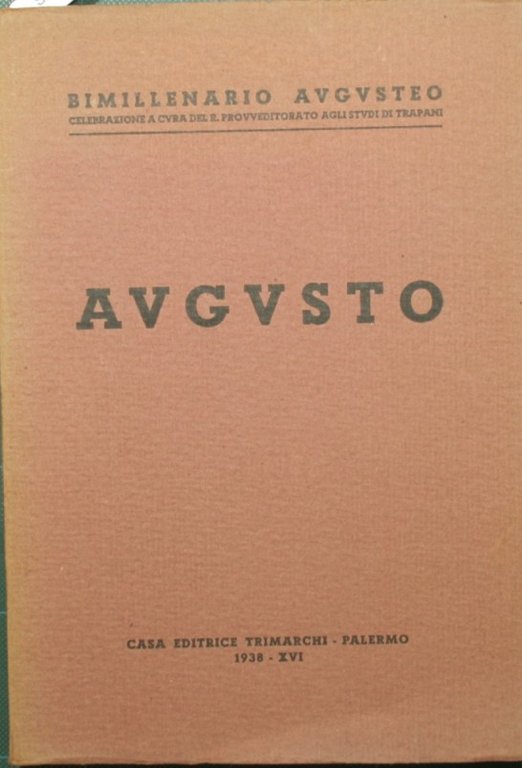 BIMILLENARIO AVGVSTEO
CELEBRAZIONE A CVRA DEL R. PROVVEDITORATO AGLI STVDI DI TRAPANI
AVGVSTO
CASA EDITRICE TRIMARCHI - PALERMO
1938 - XVI